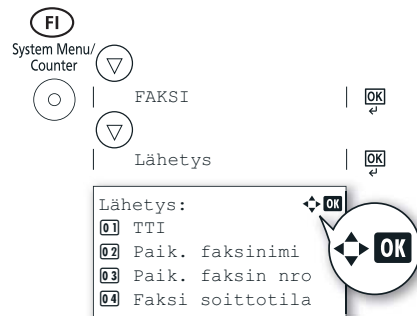 FI
System Menu/
Counter
FAKSI
OK
Lähetys
OK
Lähetys:
OK
01 TTI
02 Paik. faksinimi
03 Paik. faksin nro
04 Faksi soittotila
OK